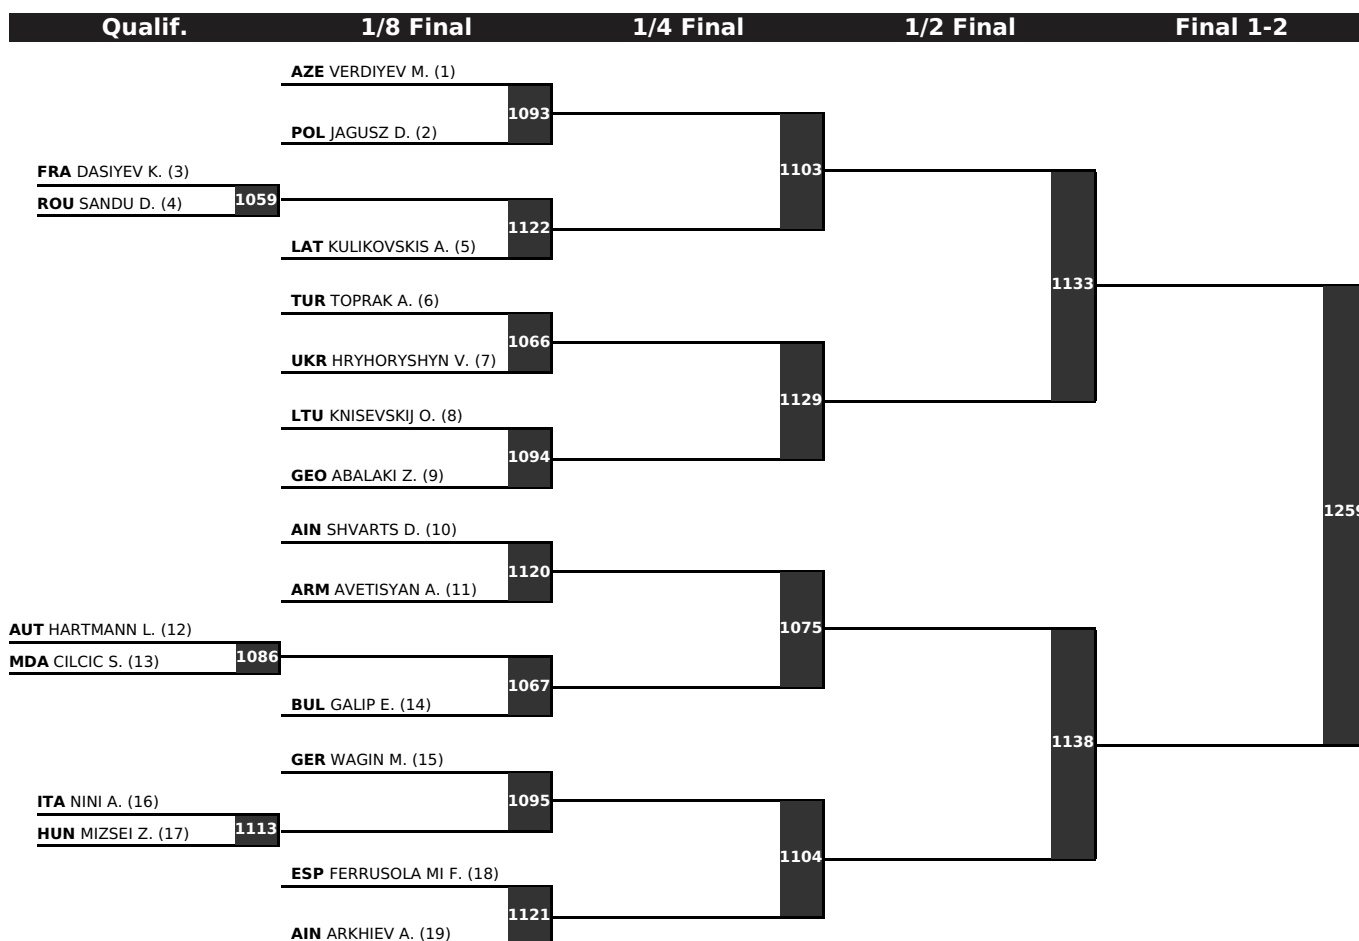 Qualif. 1/8 Final 1/4 Final 1/2 Final Final 1-2
AZE VERDIYEV M. (1)
1093
POL JAGUSZ D. (2)
1103
FRA DASIYEV K. (3)
ROU SANDU D. (4) 1059
1122
LAT KULIKOVSKIS A. (5)
1133
TUR TOPRAK A. (6)
1066
UKR HRYHORYSHYN V. (7)
1129
LTU KNISEVSKIJ O. (8)
1094
GEO ABALAKI Z. (9)
1259
AIN SHVARTS D. (10)
1120
ARM AVETISYAN A. (11)
1075
AUT HARTMANN L. (12)
MDA CILCIC S. (13) 1086
1067
BUL GALIP E. (14)
1138
GER WAGIN M. (15)
1095
ITA NINI A. (16)
HUN MIZSEI Z. (17) 1113
1104
ESP FERRUSOLA MI F. (18)
1121
AIN ARKHIEV A. (19)